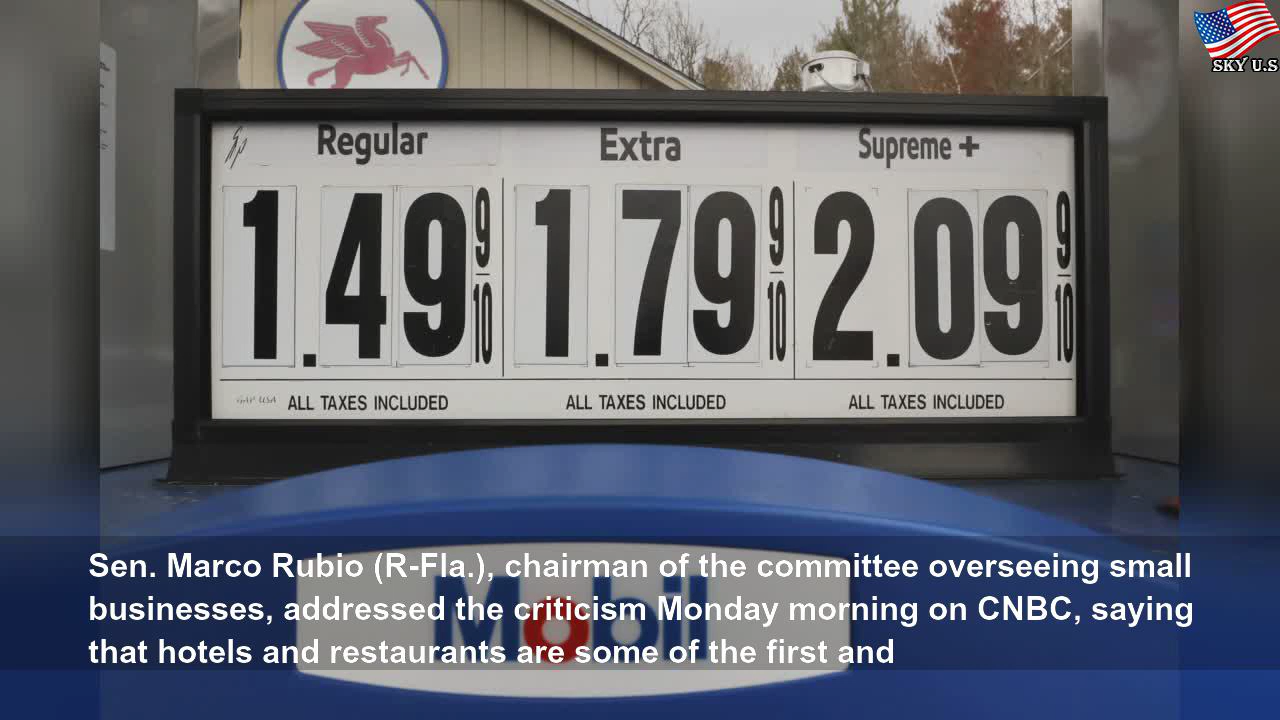 SKY U.S
Regular Extra Supreme +
1.49 9/10 1.79 9/10 2.09 9/10
GAP USA ALL TAXES INCLUDED ALL TAXES INCLUDED ALL TAXES INCLUDED
Sen. Marco Rubio (R-Fla.), chairman of the committee overseeing small
businesses, addressed the criticism Monday morning on CNBC, saying
that hotels and restaurants are some of the first and
Mobil